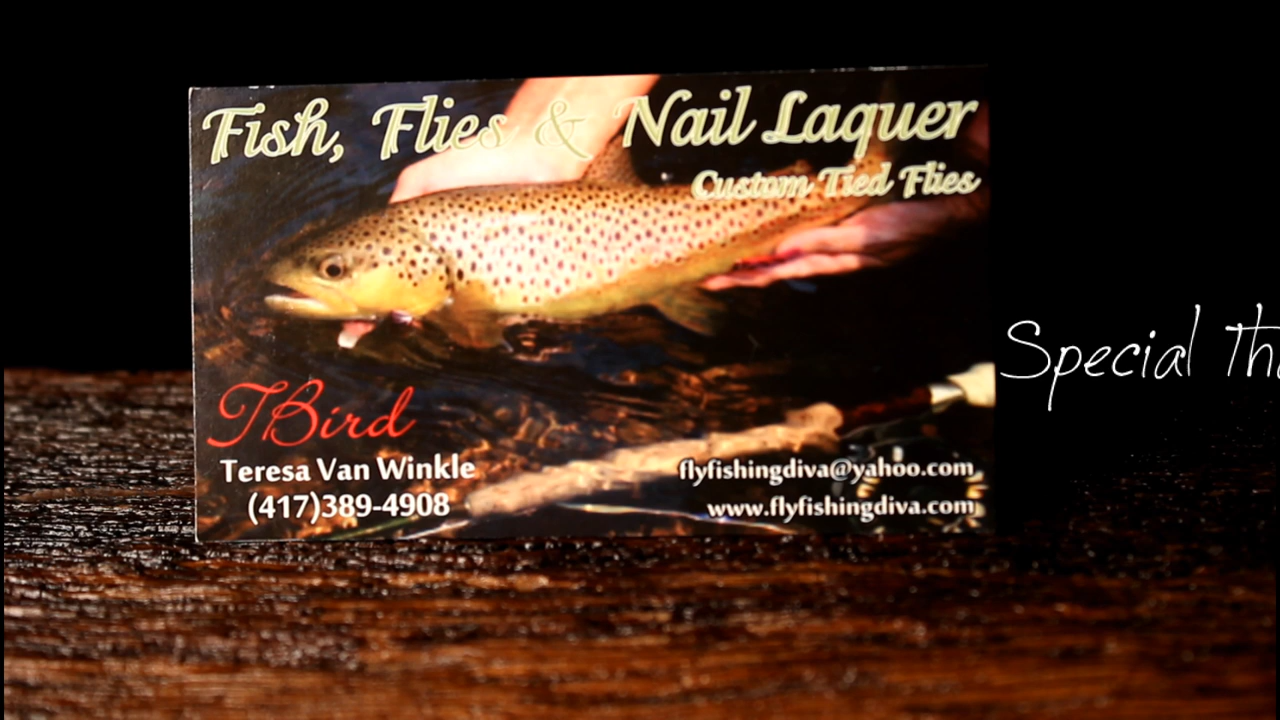 Fish, Flies & Nail Laquer
Custom Tied Flies
TBird
Teresa Van Winkle
(417)389-4908
flyfishingdiva@yahoo.com
www.flyfishingdiva.com
Special